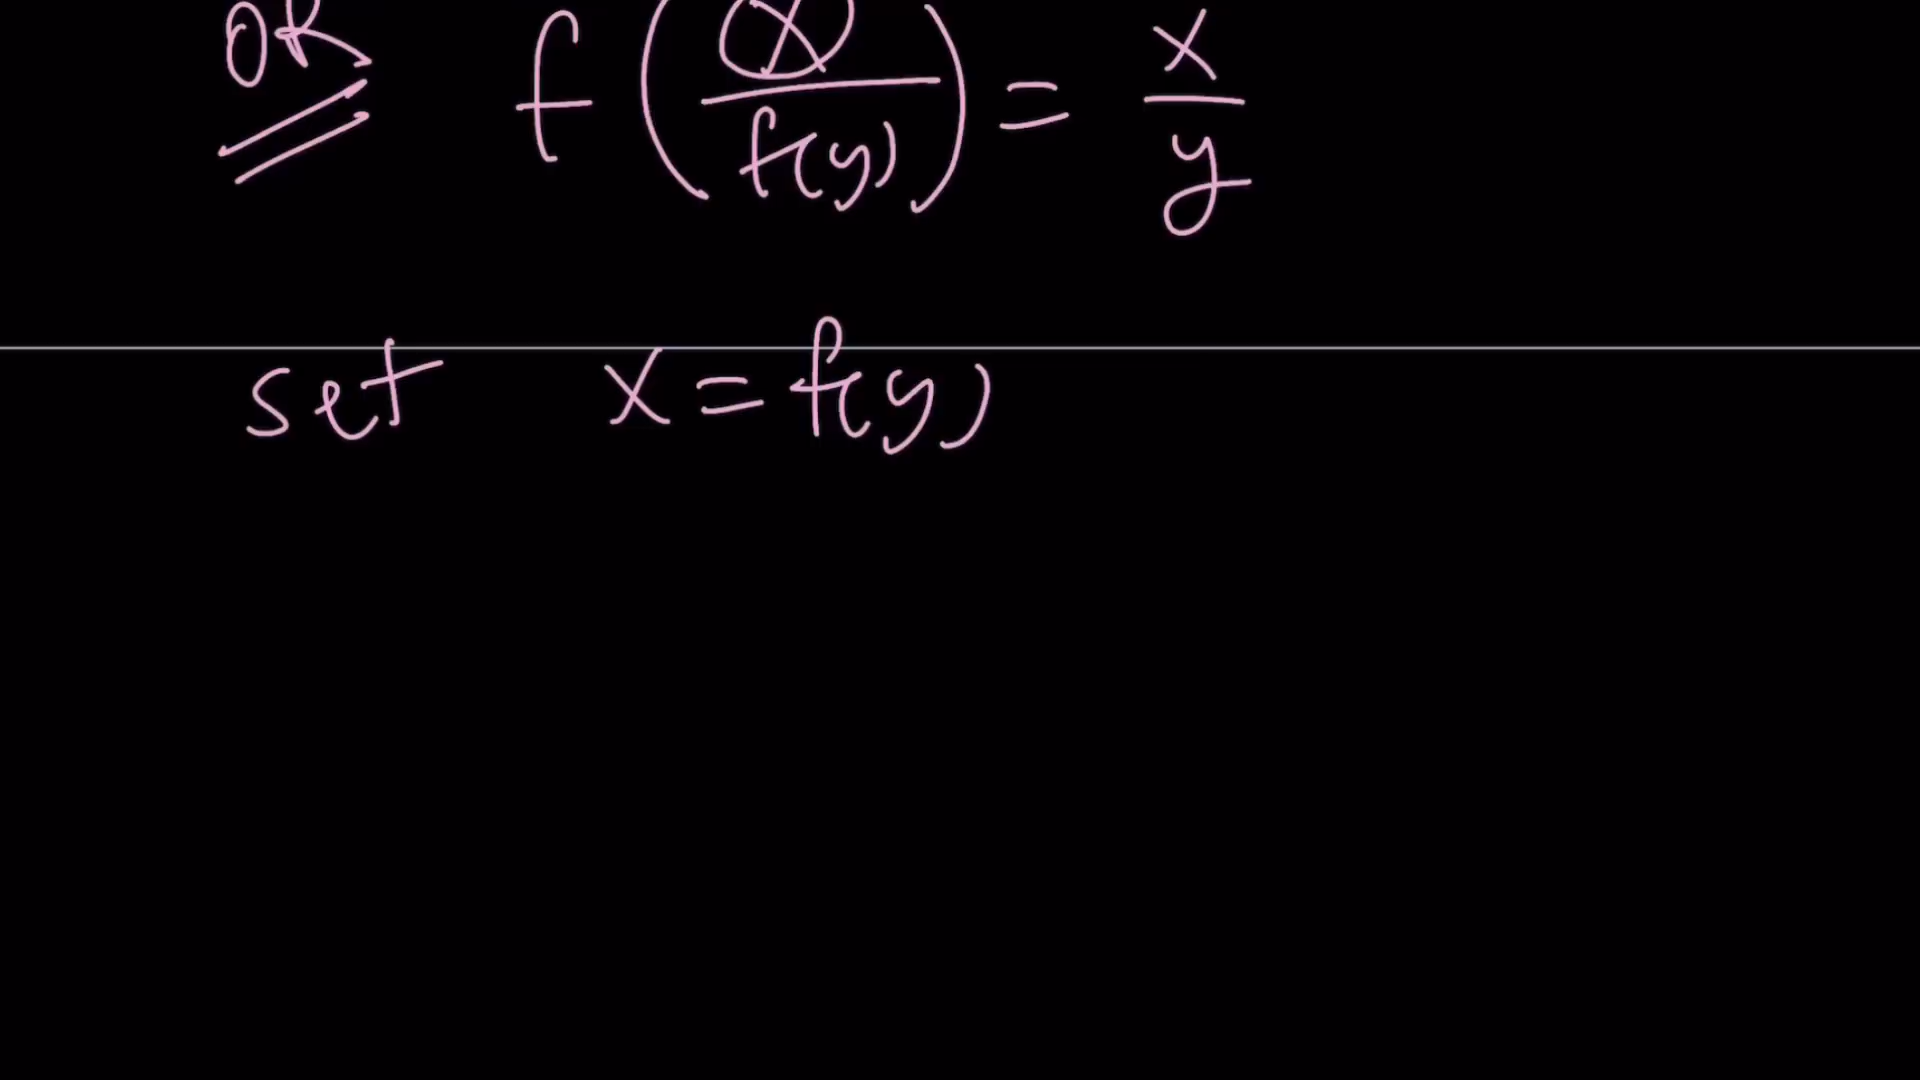 OR f(x/f(y)) = x/y
set x = f(y)